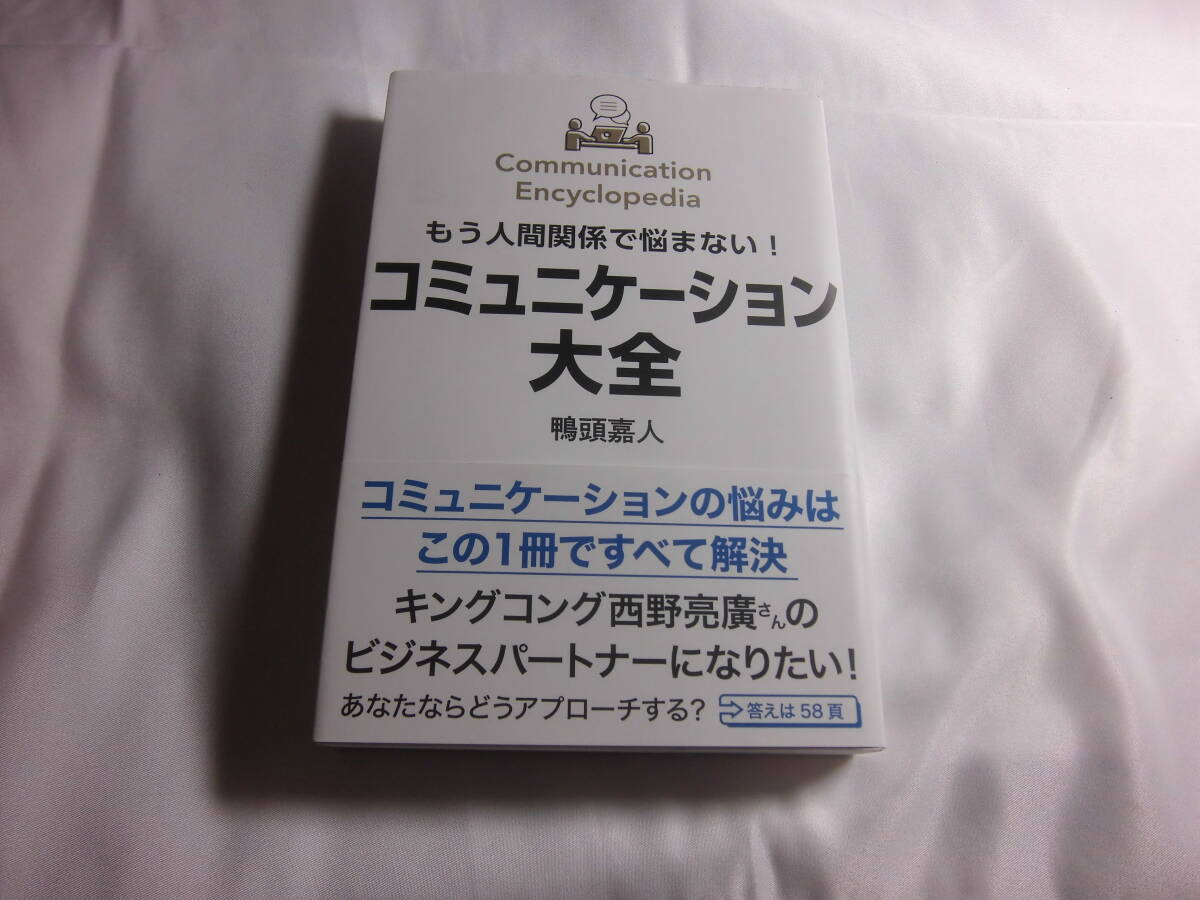 Communication
Encyclopedia
もう人間関係で悩まない！
コミュニケーション
大全
鴨頭嘉人
コミュニケーションの悩みは
この1冊ですべて解決
キングコング西野亮廣さんの
ビジネスパートナーになりたい！
あなたならどうアプローチする？ 答えは58頁